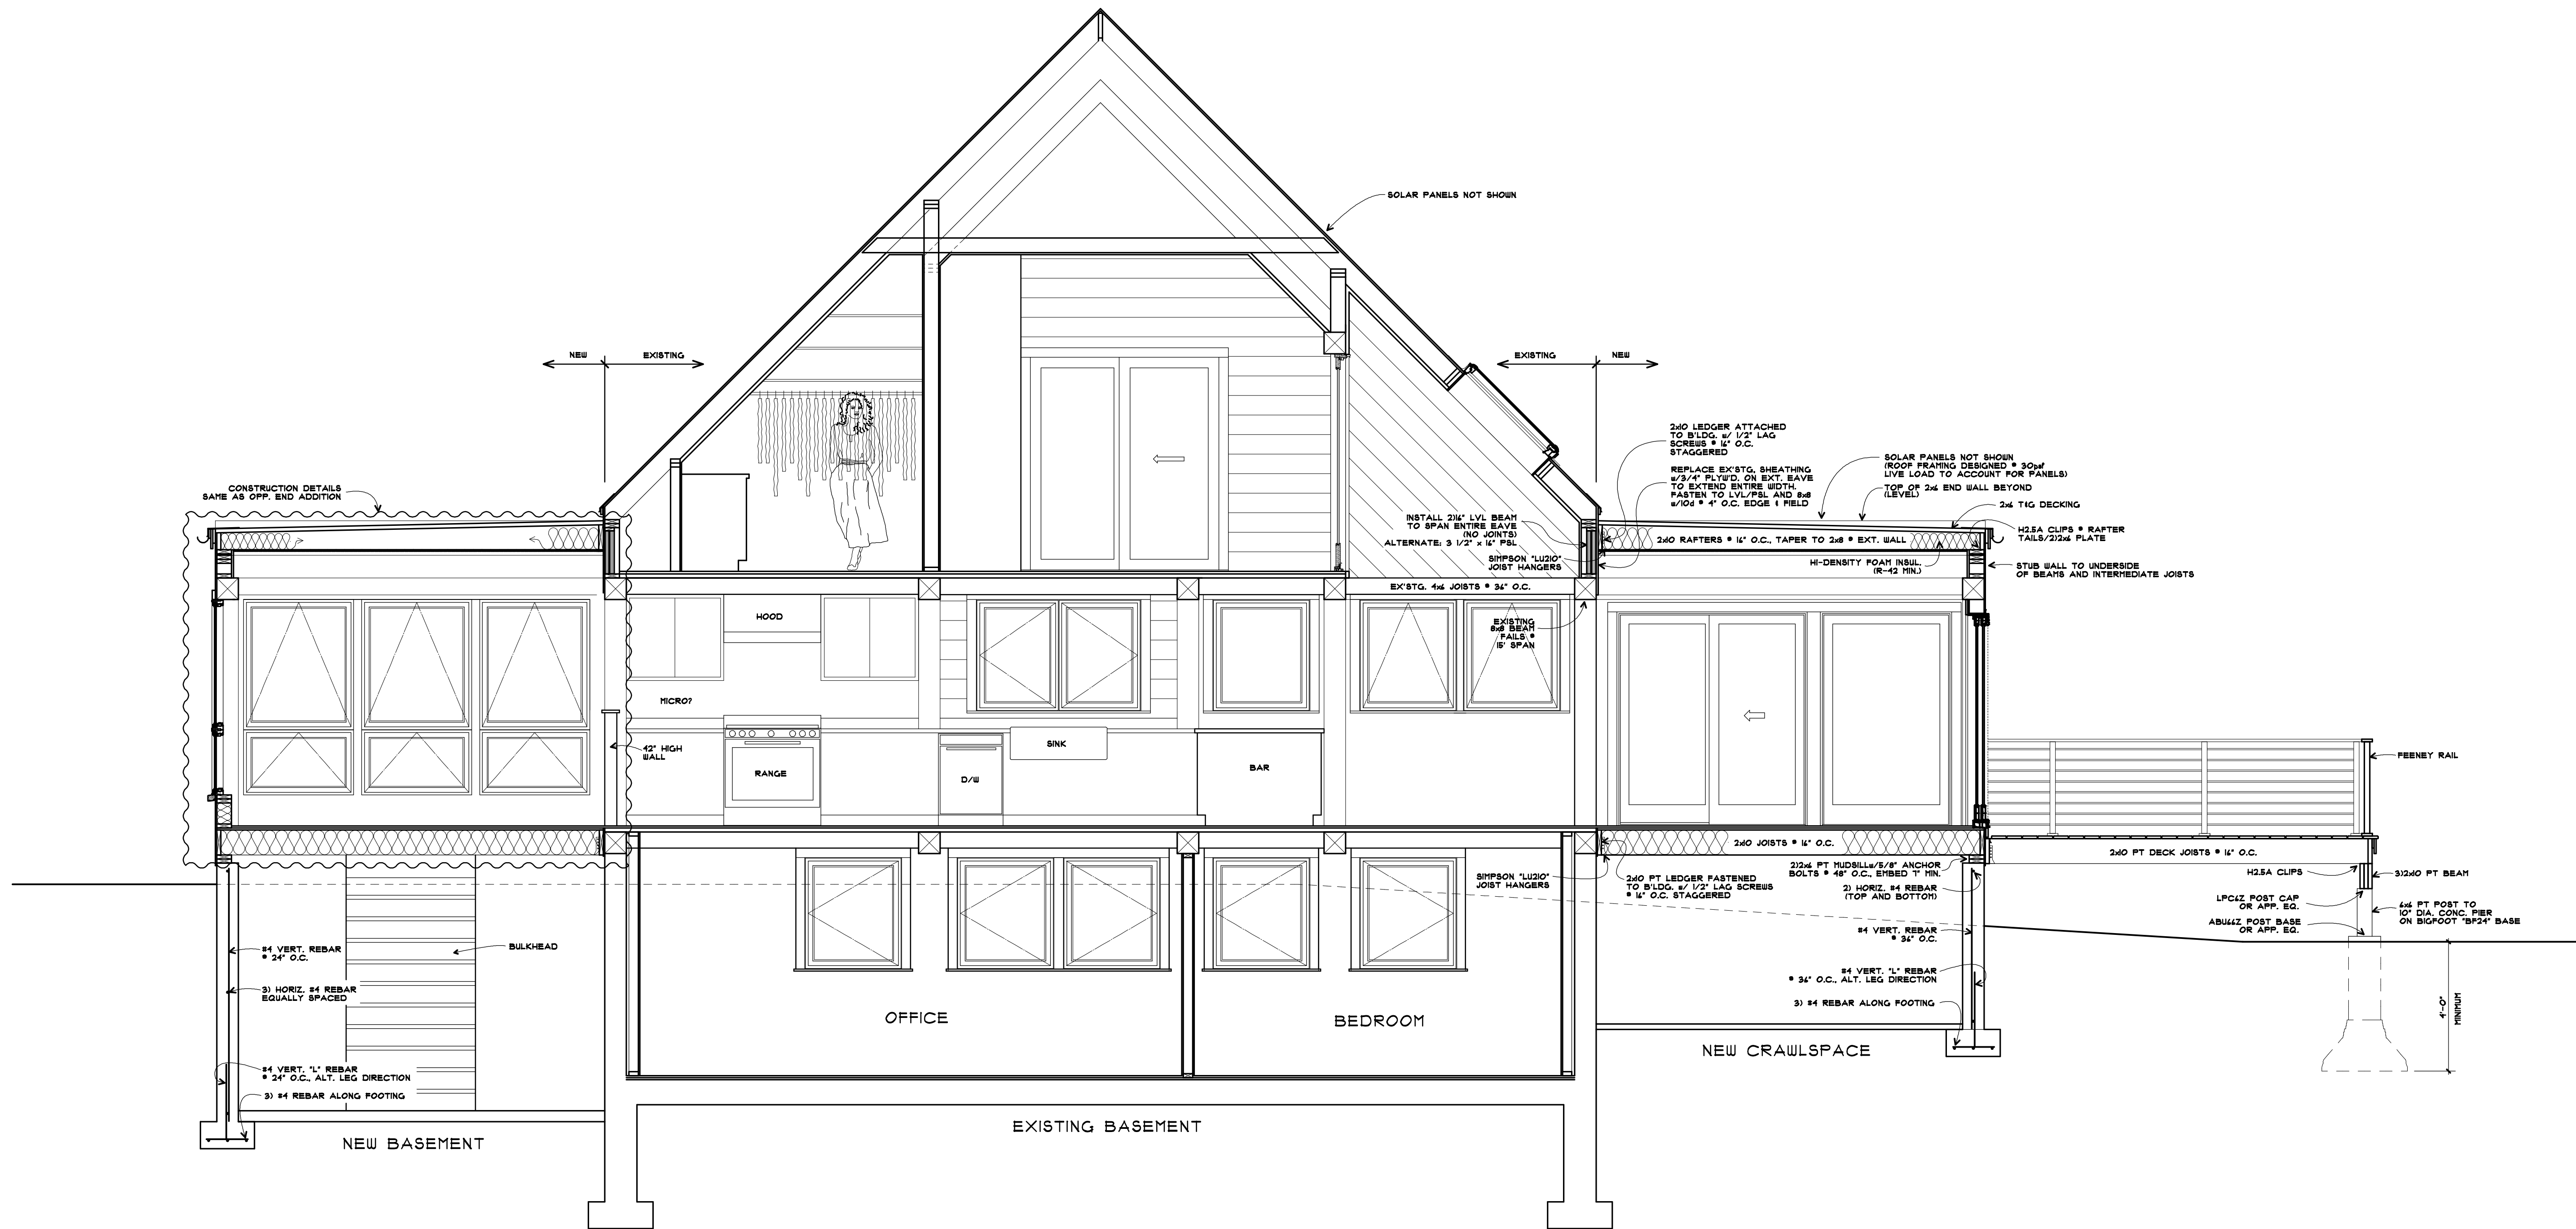 SOLAR PANELS NOT SHOWN
NEW
EXISTING
EXISTING
NEW
CONSTRUCTION DETAILS
SAME AS OPP. END ADDITION
2x10 LEDGER ATTACHED
TO B'LDG. w/ 1/2" LAG
SCREWS @ 16" O.C.
STAGGERED
REPLACE EX'STG. SHEATHING
w/3/4" PLYW'D. ON EXT. EAVE
TO EXTEND ENTIRE WIDTH.
FASTEN TO LVL/PSL AND 8x8
w/10d @ 4" O.C. EDGE & FIELD
SOLAR PANELS NOT SHOWN
(ROOF FRAMING DESIGNED @ 30psf
LIVE LOAD TO ACCOUNT FOR PANELS)
TOP OF 2x6 END WALL BEYOND
(LEVEL)
2x6 T&G DECKING
INSTALL 2)16" LVL BEAM
TO SPAN ENTIRE EAVE
(NO JOINTS)
ALTERNATE: 3 1/2" x 16" PSL
H2.5A CLIPS @ RAFTER
TAILS/2)2x6 PLATE
2x10 RAFTERS @ 16" O.C., TAPER TO 2x8 @ EXT. WALL
SIMPSON "LU210"
JOIST HANGERS
HI-DENSITY FOAM INSUL.
(R-42 MIN.)
STUB WALL TO UNDERSIDE
OF BEAMS AND INTERMEDIATE JOISTS
EX'STG. 4x6 JOISTS @ 36" O.C.
HOOD
EXISTING
8x8 BEAM
FAILS @
15' SPAN
MICRO?
42" HIGH
WALL
SINK
RANGE
D/W
BAR
FEENEY RAIL
2x10 JOISTS @ 16" O.C.
2x10 PT DECK JOISTS @ 16" O.C.
SIMPSON "LU210"
JOIST HANGERS
2x10 PT LEDGER FASTENED
TO B'LDG. w/ 1/2" LAG SCREWS
@ 16" O.C. STAGGERED
2)2x6 PT MUDSILLw/5/8" ANCHOR
BOLTS @ 48" O.C., EMBED 7" MIN.
2) HORIZ. #4 REBAR
(TOP AND BOTTOM)
H2.5A CLIPS
3)2x10 PT BEAM
LPC6Z POST CAP
OR APP. EQ.
6x6 PT POST TO
10" DIA. CONC. PIER
ON BIGFOOT "BF24" BASE
ABU66Z POST BASE
OR APP. EQ.
#4 VERT. REBAR
@ 36" O.C.
#4 VERT. REBAR
@ 24" O.C.
BULKHEAD
#4 VERT. "L" REBAR
@ 36" O.C., ALT. LEG DIRECTION
3) HORIZ. #4 REBAR
EQUALLY SPACED
3) #4 REBAR ALONG FOOTING
4'-0"
MINIMUM
OFFICE
BEDROOM
NEW CRAWLSPACE
#4 VERT. "L" REBAR
@ 24" O.C., ALT. LEG DIRECTION
3) #4 REBAR ALONG FOOTING
NEW BASEMENT
EXISTING BASEMENT